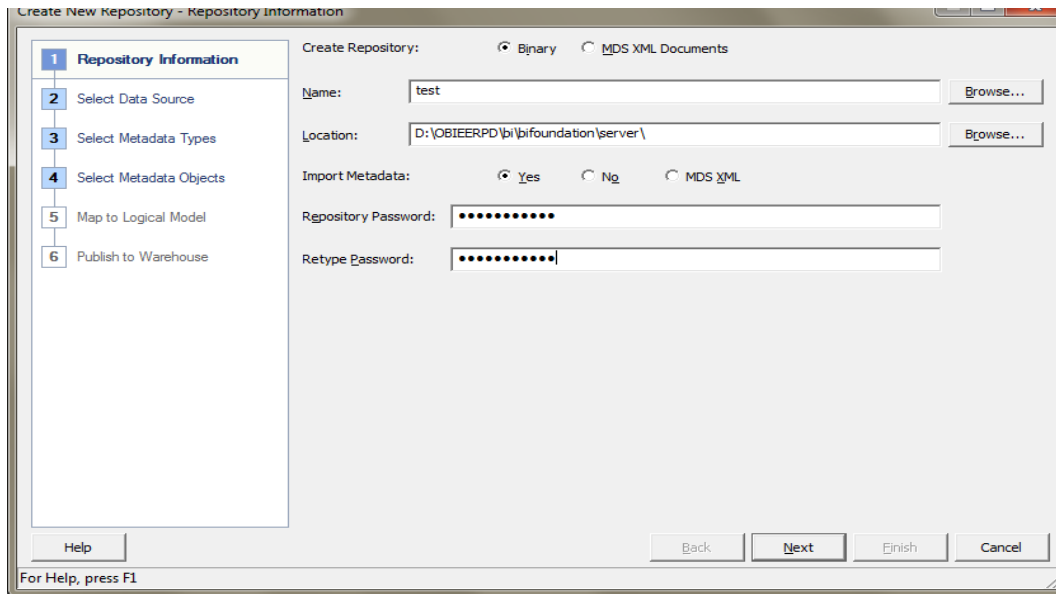 Create New Repository - Repository Information
1 Repository Information
2 Select Data Source
3 Select Metadata Types
4 Select Metadata Objects
5 Map to Logical Model
6 Publish to Warehouse
Create Repository: Binary MDS XML Documents
Name: test Browse...
Location: D:\OBIEERPD\bi\bifoundation\server\ Browse...
Import Metadata: Yes No MDS XML
Repository Password: •••••••••••
Retype Password: •••••••••••
Help Back Next Finish Cancel
For Help, press F1